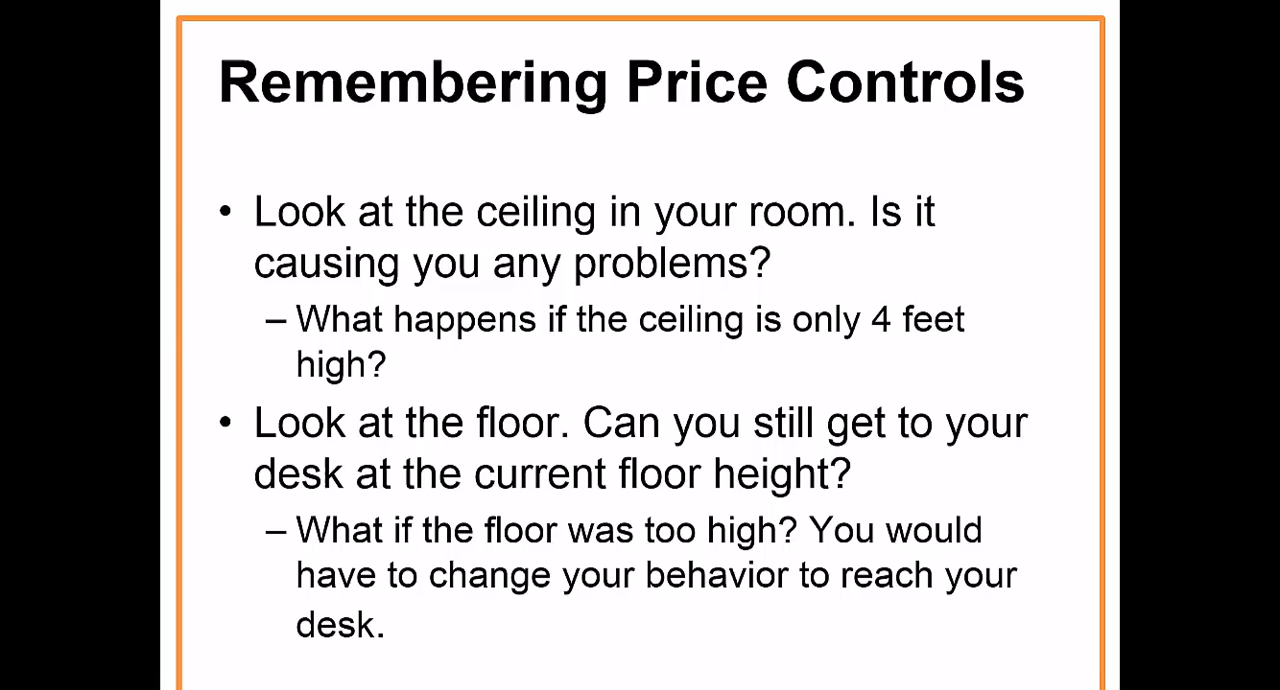 Remembering Price Controls
• Look at the ceiling in your room. Is it
causing you any problems?
– What happens if the ceiling is only 4 feet
high?
• Look at the floor. Can you still get to your
desk at the current floor height?
– What if the floor was too high? You would
have to change your behavior to reach your
desk.